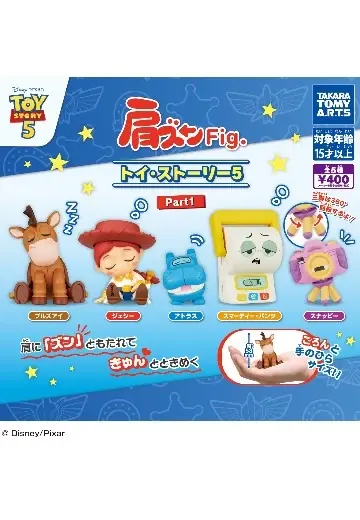 Disney PIXAR
TOY
STORY
5
肩ズンFig.
TAKARA
TOMY
A.R.T.S
対象年齢
15才以上
トイ・ストーリー5
Part1
全5種
¥400
ZZZ
ブルズアイ
ジェシー
アトラス
スマーティー・パンツ
スナッピー
肩に「ズン」ともたれて
きゅんとときめく
ころんと
手のひら
サイズ!!
© Disney/Pixar